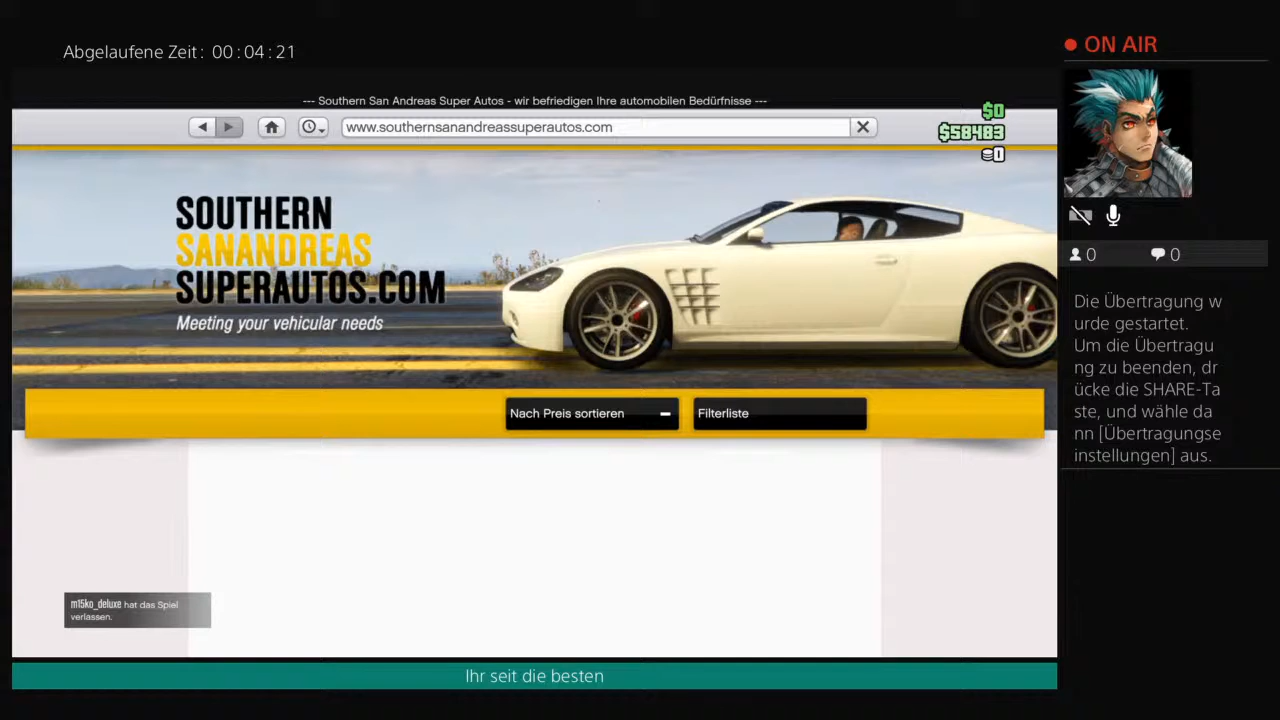 Abgelaufene Zeit: 00:04:21
ON AIR
--- Southern San Andreas Super Autos - wir befriedigen Ihre automobilen Bedürfnisse ---
www.southernsanandreassuperautos.com
$0
$58483
0
SOUTHERN
SANANDREAS
SUPERAUTOS.COM
Meeting your vehicular needs
Nach Preis sortieren
Filterliste
m15ko_deluxe hat das Spiel
verlassen.
Ihr seit die besten
0
0
Die Übertragung w
urde gestartet.
Um die Übertragu
ng zu beenden, dr
ücke die SHARE-Ta
ste, und wähle da
nn [Übertragungse
instellungen] aus.